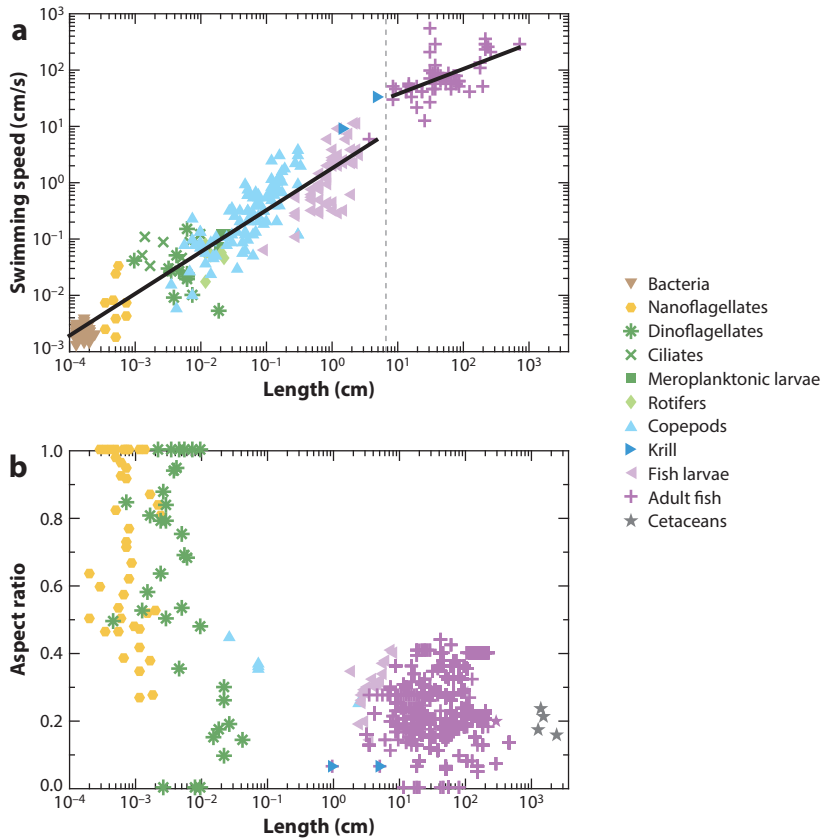 a
10³
10²
10¹
10⁰
10⁻¹
10⁻²
10⁻³
Swimming speed (cm/s)
10⁻⁴ 10⁻³ 10⁻² 10⁻¹ 10⁰ 10¹ 10² 10³
Length (cm)
Bacteria
Nanoflagellates
Dinoflagellates
Ciliates
Meroplanktonic larvae
Rotifers
Copepods
Krill
Fish larvae
Adult fish
Cetaceans
b
1.0
0.8
0.6
0.4
0.2
0.0
Aspect ratio
10⁻⁴ 10⁻³ 10⁻² 10⁻¹ 10⁰ 10¹ 10² 10³
Length (cm)